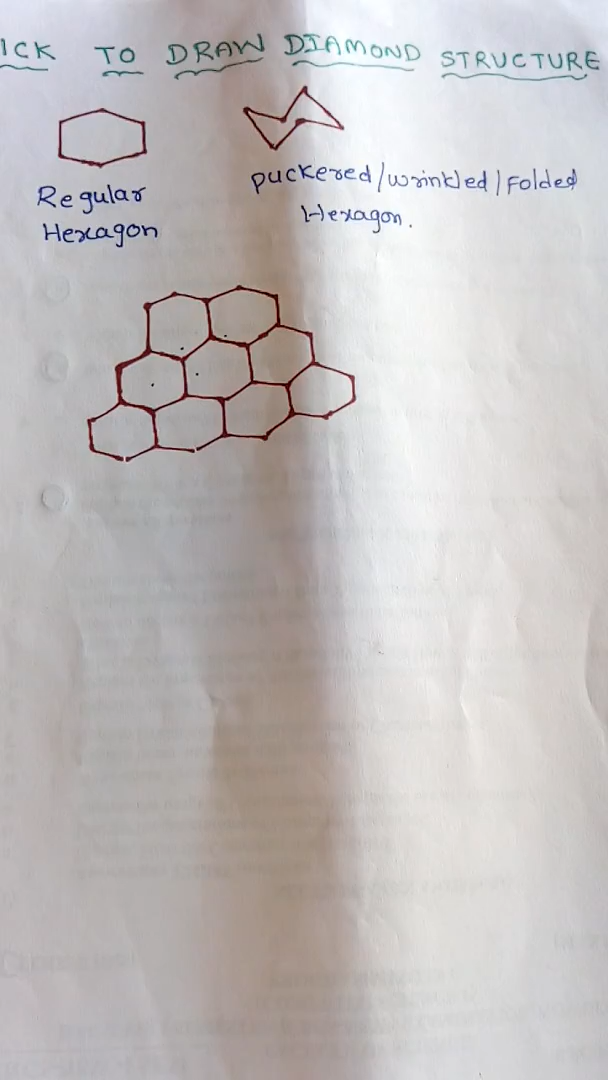 ICK TO DRAW DIAMOND STRUCTURE
Regular
Hexagon
puckered/wrinkled/Folded
Hexagon.